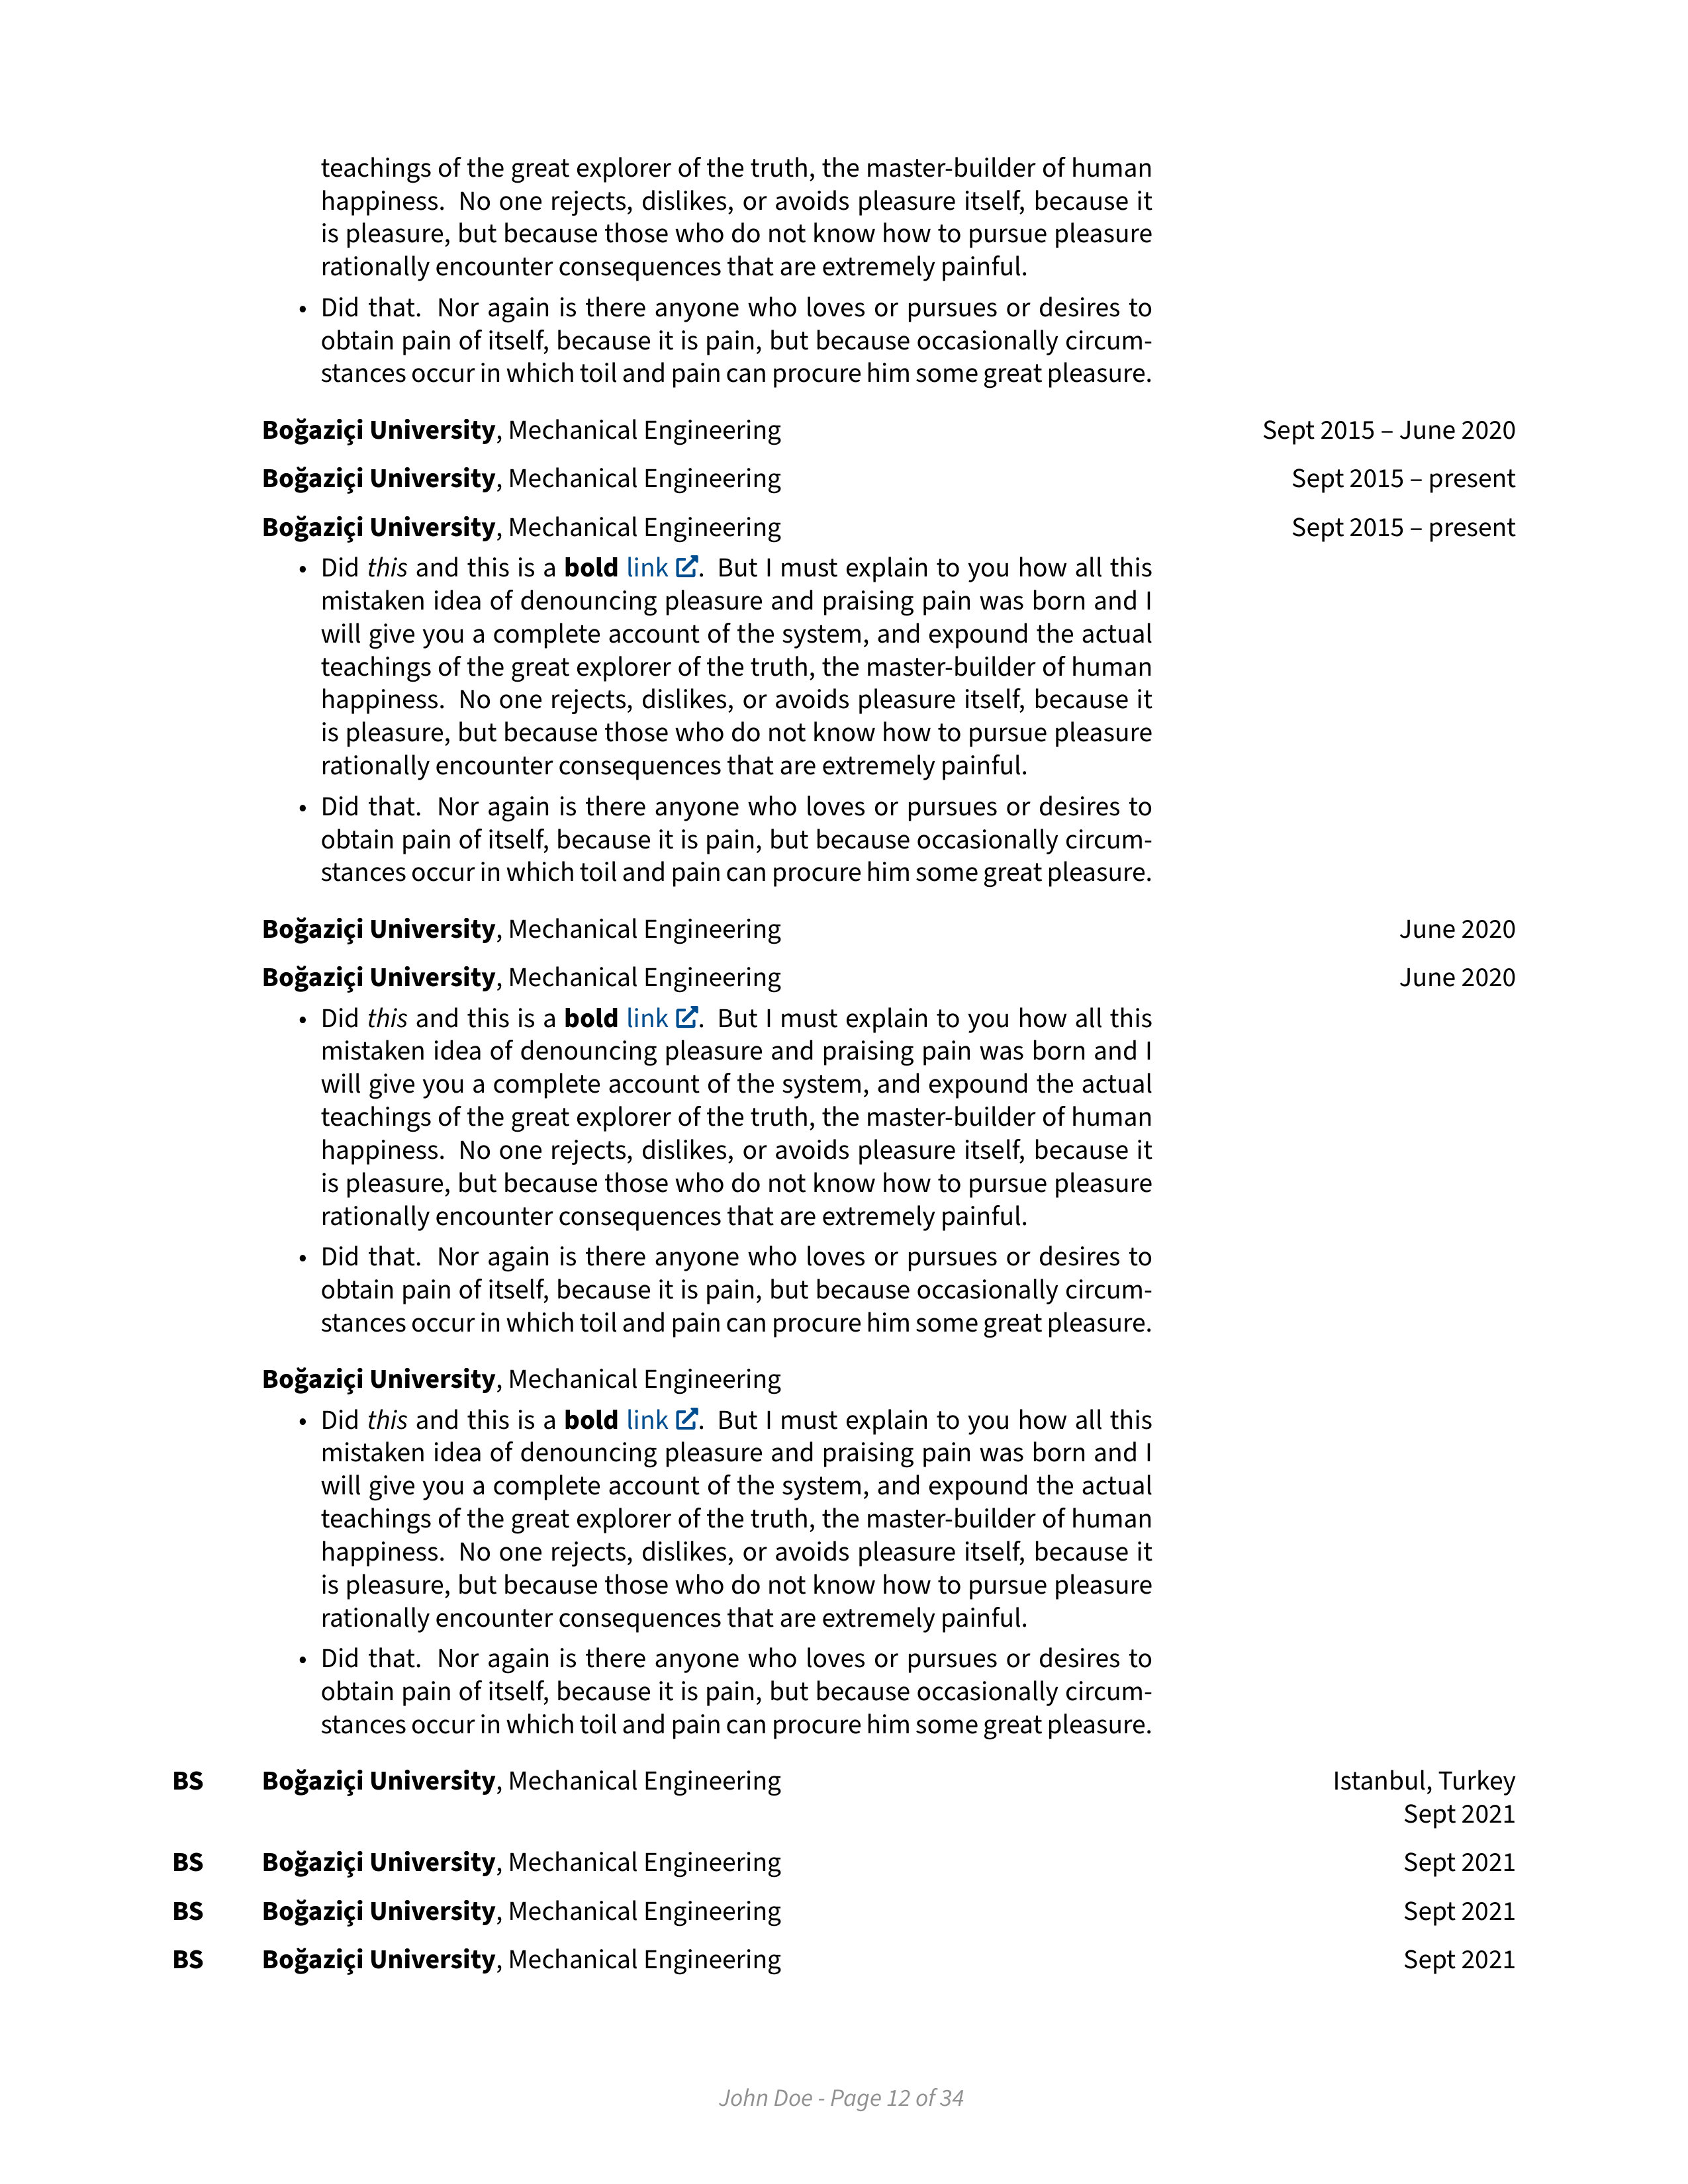 teachings of the great explorer of the truth, the master-builder of human
happiness. No one rejects, dislikes, or avoids pleasure itself, because it
is pleasure, but because those who do not know how to pursue pleasure
rationally encounter consequences that are extremely painful.
• Did that. Nor again is there anyone who loves or pursues or desires to
obtain pain of itself, because it is pain, but because occasionally circum-
stances occur in which toil and pain can procure him some great pleasure.
Boğaziçi University, Mechanical Engineering Sept 2015 – June 2020
Boğaziçi University, Mechanical Engineering Sept 2015 – present
Boğaziçi University, Mechanical Engineering Sept 2015 – present
• Did this and this is a bold link. But I must explain to you how all this
mistaken idea of denouncing pleasure and praising pain was born and I
will give you a complete account of the system, and expound the actual
teachings of the great explorer of the truth, the master-builder of human
happiness. No one rejects, dislikes, or avoids pleasure itself, because it
is pleasure, but because those who do not know how to pursue pleasure
rationally encounter consequences that are extremely painful.
• Did that. Nor again is there anyone who loves or pursues or desires to
obtain pain of itself, because it is pain, but because occasionally circum-
stances occur in which toil and pain can procure him some great pleasure.
Boğaziçi University, Mechanical Engineering June 2020
Boğaziçi University, Mechanical Engineering June 2020
• Did this and this is a bold link. But I must explain to you how all this
mistaken idea of denouncing pleasure and praising pain was born and I
will give you a complete account of the system, and expound the actual
teachings of the great explorer of the truth, the master-builder of human
happiness. No one rejects, dislikes, or avoids pleasure itself, because it
is pleasure, but because those who do not know how to pursue pleasure
rationally encounter consequences that are extremely painful.
• Did that. Nor again is there anyone who loves or pursues or desires to
obtain pain of itself, because it is pain, but because occasionally circum-
stances occur in which toil and pain can procure him some great pleasure.
Boğaziçi University, Mechanical Engineering
• Did this and this is a bold link. But I must explain to you how all this
mistaken idea of denouncing pleasure and praising pain was born and I
will give you a complete account of the system, and expound the actual
teachings of the great explorer of the truth, the master-builder of human
happiness. No one rejects, dislikes, or avoids pleasure itself, because it
is pleasure, but because those who do not know how to pursue pleasure
rationally encounter consequences that are extremely painful.
• Did that. Nor again is there anyone who loves or pursues or desires to
obtain pain of itself, because it is pain, but because occasionally circum-
stances occur in which toil and pain can procure him some great pleasure.
BS Boğaziçi University, Mechanical Engineering Istanbul, Turkey
Sept 2021
BS Boğaziçi University, Mechanical Engineering Sept 2021
BS Boğaziçi University, Mechanical Engineering Sept 2021
BS Boğaziçi University, Mechanical Engineering Sept 2021
John Doe - Page 12 of 34